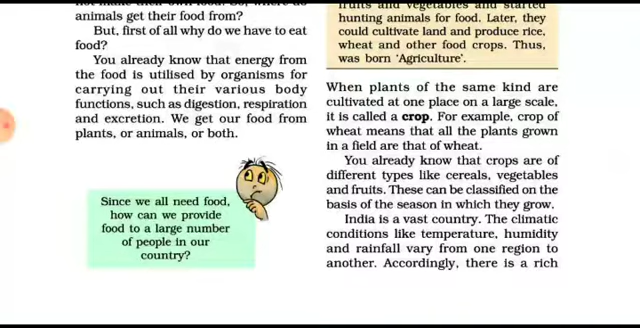 not make their own food. So, where do
animals get their food from?
But, first of all why do we have to eat
food?
You already know that energy from
the food is utilised by organisms for
carrying out their various body
functions, such as digestion, respiration
and excretion. We get our food from
plants, or animals, or both.
Since we all need food,
how can we provide
food to a large number
of people in our
country?
fruits and vegetables and started
hunting animals for food. Later, they
could cultivate land and produce rice,
wheat and other food crops. Thus,
was born ‘Agriculture’.
When plants of the same kind are
cultivated at one place on a large scale,
it is called a crop. For example, crop of
wheat means that all the plants grown
in a field are that of wheat.
You already know that crops are of
different types like cereals, vegetables
and fruits. These can be classified on the
basis of the season in which they grow.
India is a vast country. The climatic
conditions like temperature, humidity
and rainfall vary from one region to
another. Accordingly, there is a rich